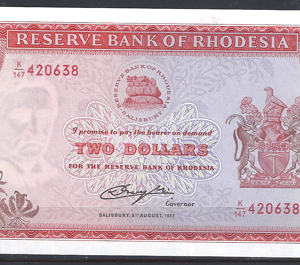 RESERVE BANK OF RHODESIA
K/147 420638
RESERVE BANK OF RHODESIA
SALISBURY
I promise to pay the bearer on demand
TWO DOLLARS
FOR THE RESERVE BANK OF RHODESIA
Governor
K/147 420638
SALISBURY, 5TH AUGUST, 1977